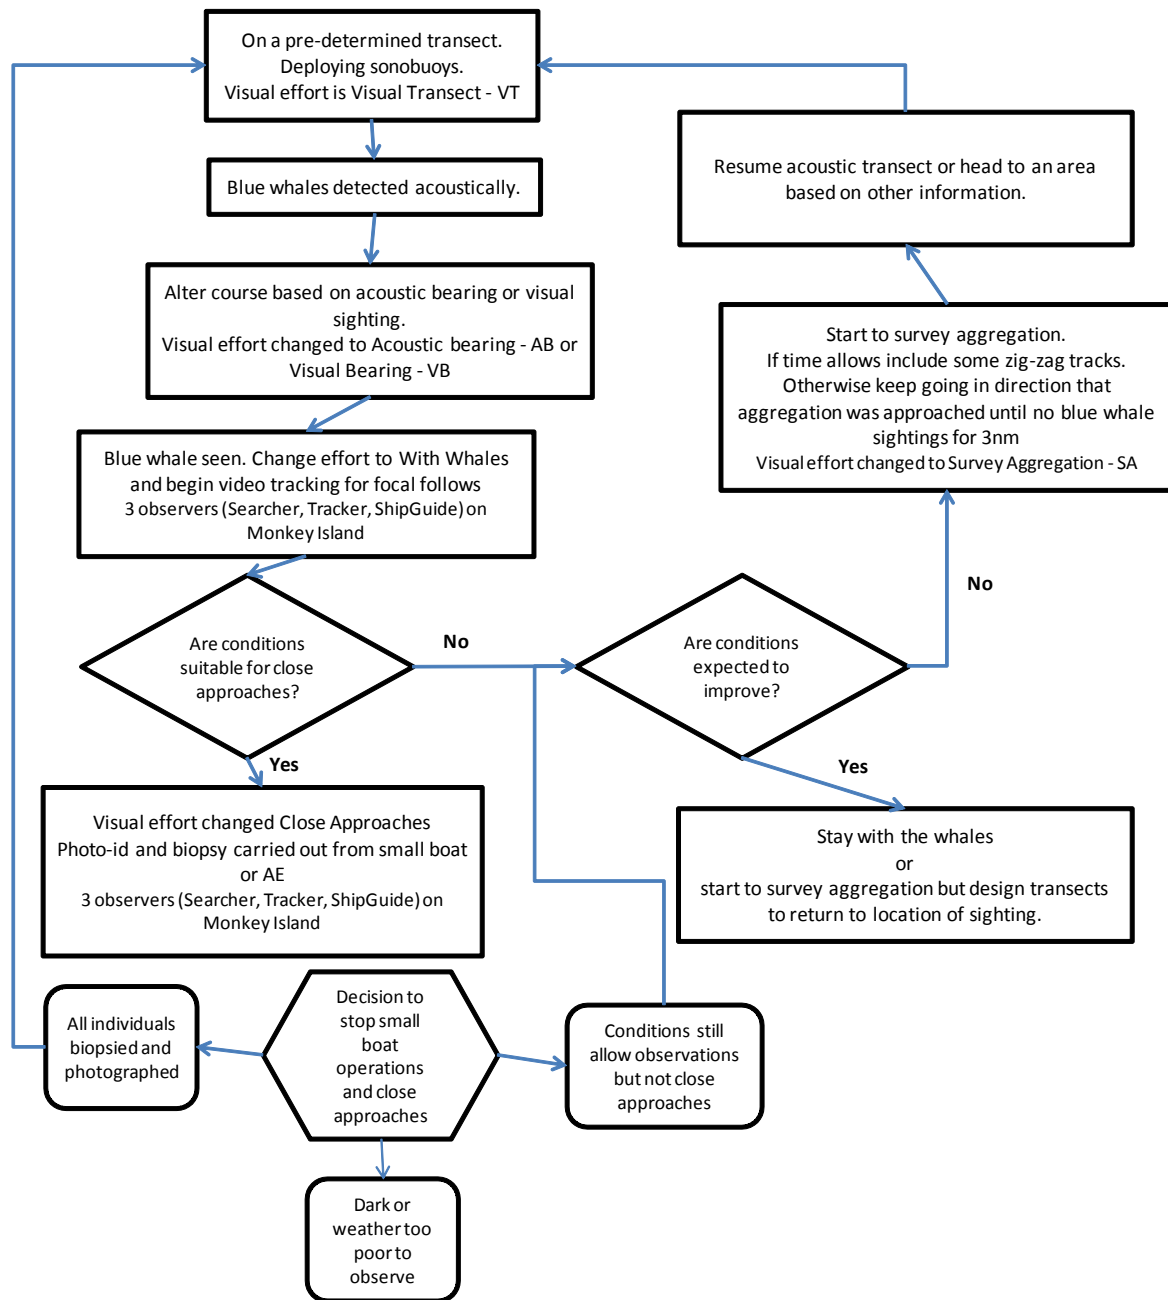 On a pre-determined transect.
Deploying sonobuoys.
Visual effort is Visual Transect - VT
Blue whales detected acoustically.
Alter course based on acoustic bearing or visual
sighting.
Visual effort changed to Acoustic bearing - AB or
Visual Bearing - VB
Blue whale seen. Change effort to With Whales
and begin video tracking for focal follows
3 observers (Searcher, Tracker, ShipGuide) on
Monkey Island
Are conditions
suitable for close
approaches?
No
Yes
Visual effort changed Close Approaches
Photo-id and biopsy carried out from small boat
or AE
3 observers (Searcher, Tracker, ShipGuide) on
Monkey Island
Decision to
stop small
boat
operations
and close
approaches
All individuals
biopsied and
photographed
Conditions still
allow observations
but not close
approaches
Dark or
weather too
poor to
observe
Resume acoustic transect or head to an area
based on other information.
Start to survey aggregation.
If time allows include some zig-zag tracks.
Otherwise keep going in direction that
aggregation was approached until no blue whale
sightings for 3nm
Visual effort changed to Survey Aggregation - SA
Are conditions
expected to
improve?
No
Yes
Stay with the whales
or
start to survey aggregation but design transects
to return to location of sighting.